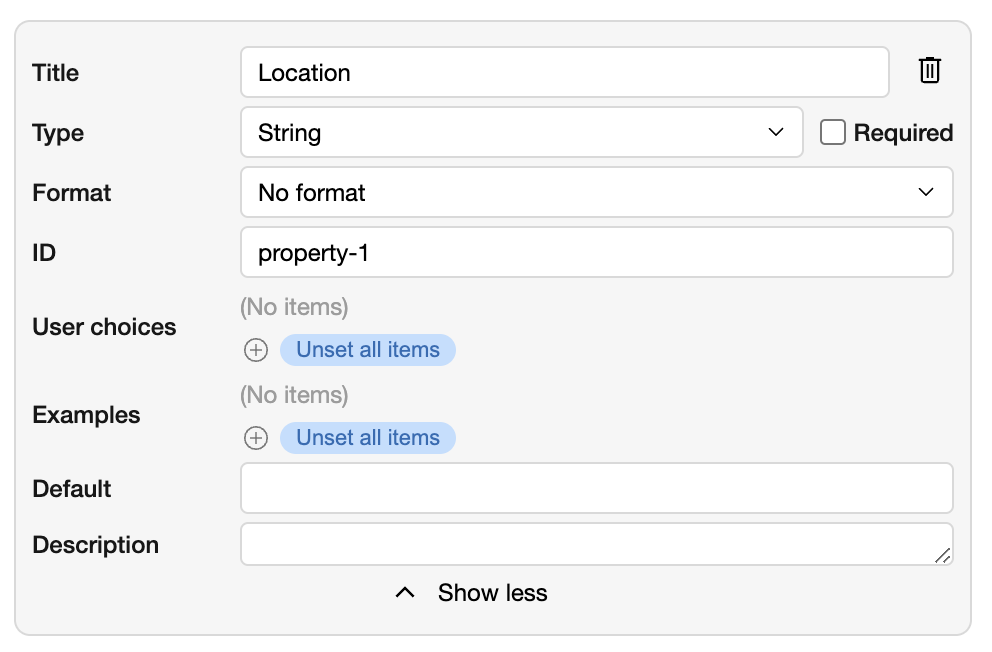 Title
Location
Type
String
Required
Format
No format
ID
property-1
User choices
(No items)
Unset all items
Examples
(No items)
Unset all items
Default
Description
Show less